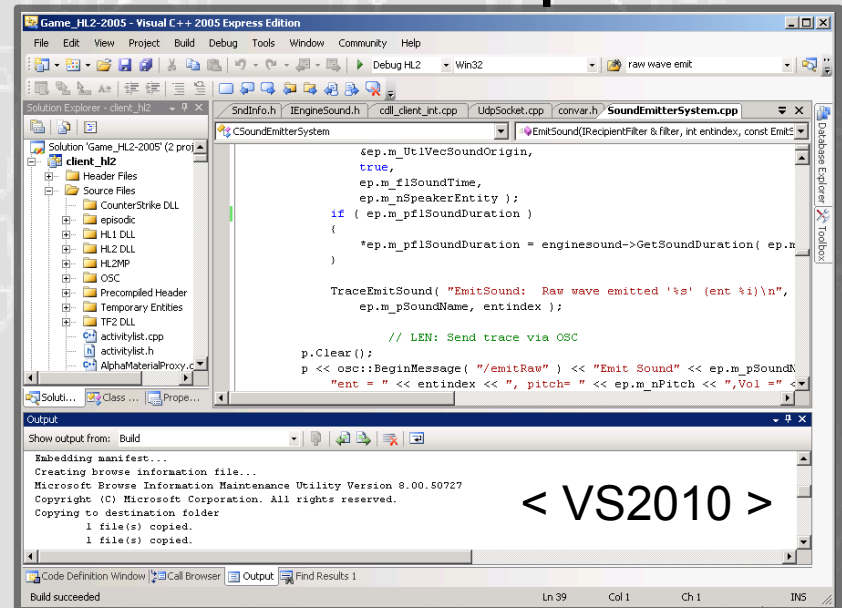 Game_HL2-2005 - Visual C++ 2005 Express Edition
File Edit View Project Build Debug Tools Window Community Help
Debug HL2 Win32 raw wave emit
Solution Explorer - client_hl2
SndInfo.h IEngineSound.h cdll_client_int.cpp UdpSocket.cpp convar.h SoundEmitterSystem.cpp
CSoundEmitterSystem EmitSound(IRecipientFilter & filter, int entindex, const EmitS
Solution 'Game_HL2-2005' (2 proj
client_hl2
Header Files
Source Files
CounterStrike DLL
episodic
HL1 DLL
HL2 DLL
HL2MP
OSC
Precompiled Header
Temporary Entities
TF2 DLL
activitylist.cpp
activitylist.h
AlphaMaterialProxy.c
Soluti... Class ... Prope...
&ep.m_UtlVecSoundOrigin,
true,
ep.m_flSoundTime,
ep.m_nSpeakerEntity );
if ( ep.m_pflSoundDuration )
{
*ep.m_pflSoundDuration = enginesound->GetSoundDuration( ep.m
}
TraceEmitSound( "EmitSound:  Raw wave emitted '%s' (ent %i)\n",
ep.m_pSoundName, entindex );
// LEN: Send trace via OSC
p.Clear();
p << osc::BeginMessage( "/emitRaw" ) << "Emit Sound" << ep.m_pSoundN
"ent = " << entindex << ", pitch= " << ep.m_nPitch << ",Vol =" <
Database Explorer
Toolbox
Output
Show output from: Build
Embedding manifest...
Creating browse information file...
Microsoft Browse Information Maintenance Utility Version 8.00.50727
Copyright (C) Microsoft Corporation. All rights reserved.
Copying to destination folder
1 file(s) copied.
1 file(s) copied.
< VS2010 >
Code Definition Window Call Browser Output Find Results 1
Build succeeded Ln 39 Col 1 Ch 1 INS